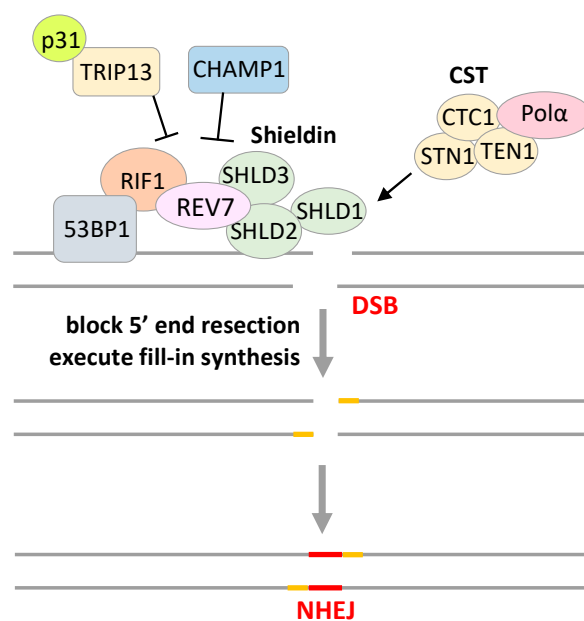 p31
TRIP13
CHAMP1
CST
CTC1
Polα
STN1
TEN1
Shieldin
RIF1
SHLD3
REV7
SHLD1
53BP1
SHLD2
DSB
block 5’ end resection
execute fill-in synthesis
NHEJ